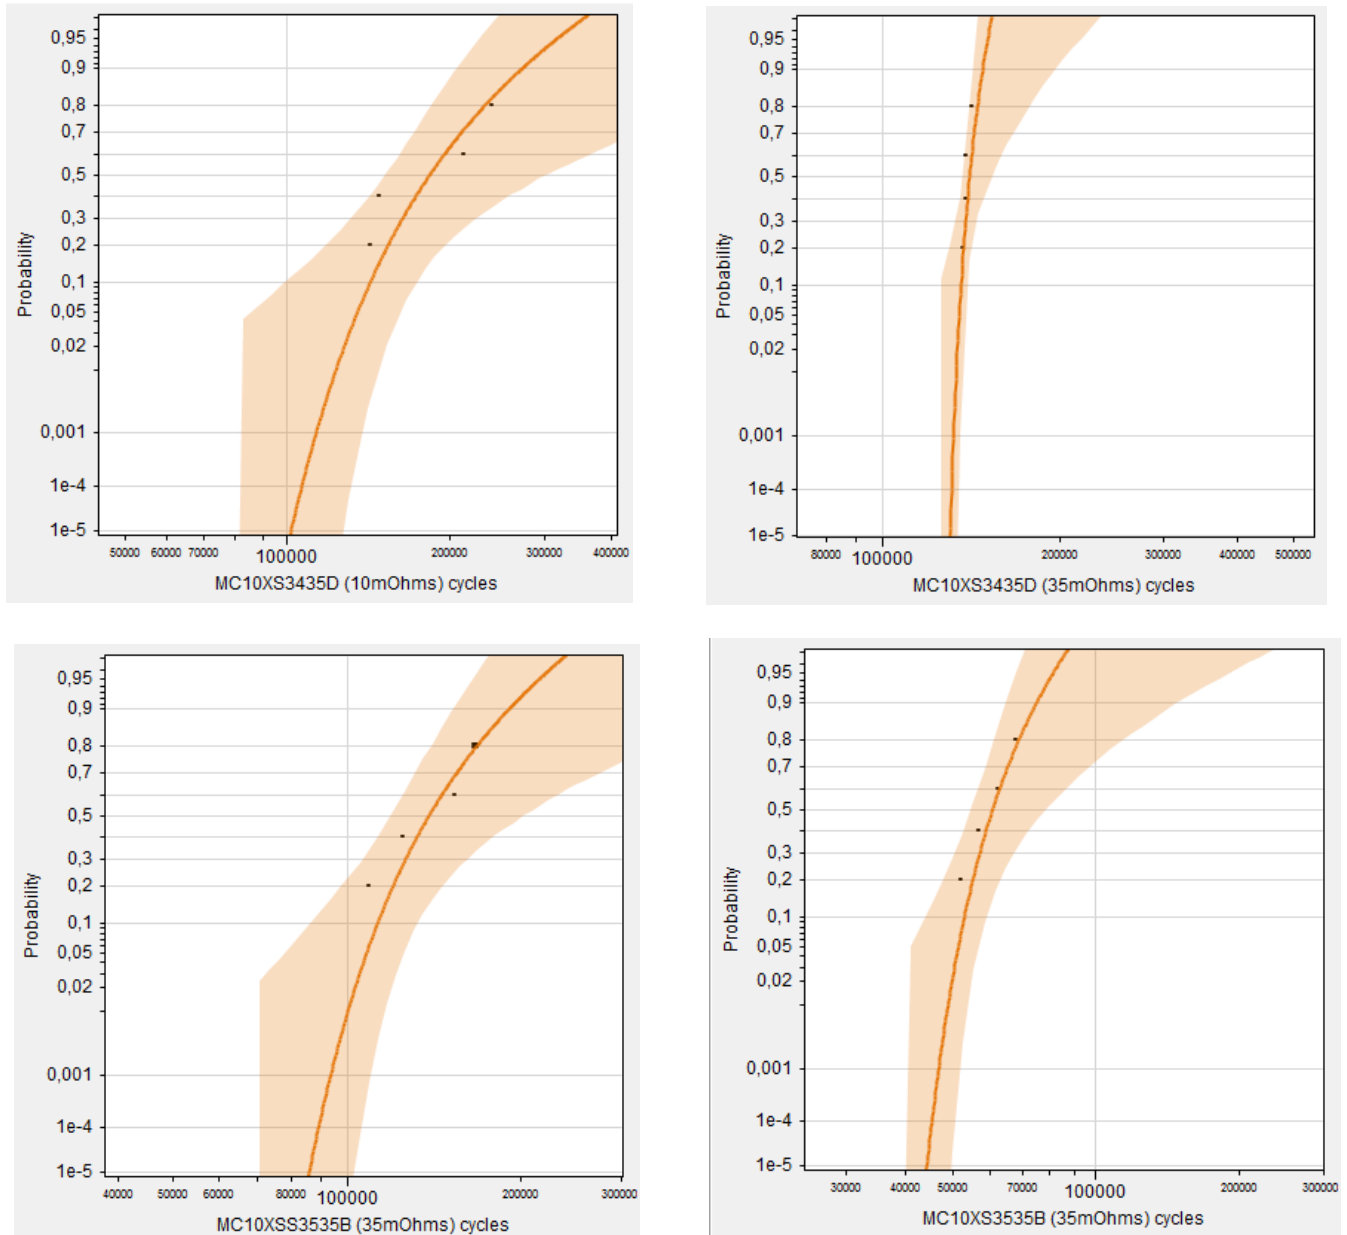 0,95
0,9
0,8
0,7
0,5
0,3
0,2
0,1
0,05
0,02
0,001
1e-4
1e-5
Probability
50000 60000 70000 100000 200000 300000 400000
MC10XS3435D (10mOhms) cycles
0,95
0,9
0,8
0,7
0,5
0,3
0,2
0,1
0,05
0,02
0,001
1e-4
1e-5
Probability
80000 100000 200000 300000 400000 500000
MC10XS3435D (35mOhms) cycles
0,95
0,9
0,8
0,7
0,5
0,3
0,2
0,1
0,05
0,02
0,001
1e-4
1e-5
Probability
40000 50000 60000 80000 100000 200000 300000
MC10XSS3535B (35mOhms) cycles
0,95
0,9
0,8
0,7
0,5
0,3
0,2
0,1
0,05
0,02
0,001
1e-4
1e-5
Probability
30000 40000 50000 70000 100000 200000 300000
MC10XS3535B (35mOhms) cycles